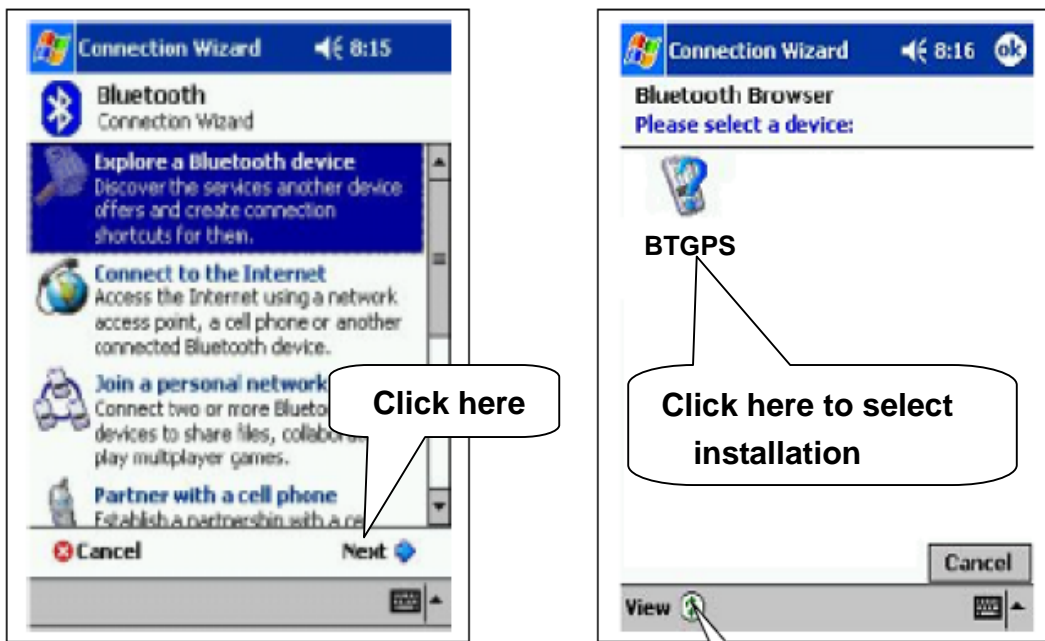 Connection Wizard 8:15
Bluetooth
Connection Wizard
Explore a Bluetooth device
Discover the services another device
offers and create connection
shortcuts for them.
Connect to the Internet
Access the Internet using a network
access point, a cell phone or another
connected Bluetooth device.
Join a personal network
Connect two or more
devices to share files,
play multiplayer games.
Partner with a cell phone
Establish a partnership with a
Click here
Cancel Next
Connection Wizard 8:16 ok
Bluetooth Browser
Please select a device:
BTGPS
Click here to select
installation
Cancel
View